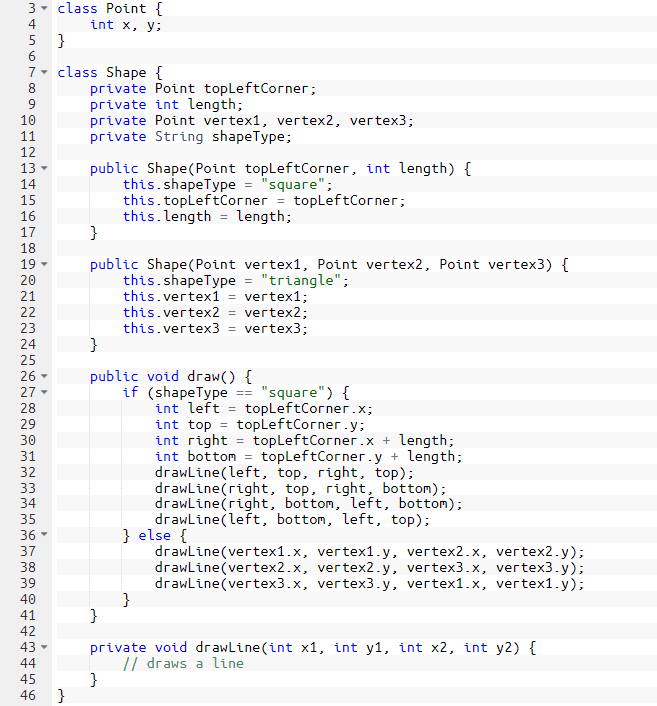 3 class Point {
4     int x, y;
5 }
6
7 class Shape {
8     private Point topLeftCorner;
9     private int length;
10     private Point vertex1, vertex2, vertex3;
11     private String shapeType;
12
13     public Shape(Point topLeftCorner, int length) {
14         this.shapeType = "square";
15         this.topLeftCorner = topLeftCorner;
16         this.length = length;
17     }
18
19     public Shape(Point vertex1, Point vertex2, Point vertex3) {
20         this.shapeType = "triangle";
21         this.vertex1 = vertex1;
22         this.vertex2 = vertex2;
23         this.vertex3 = vertex3;
24     }
25
26     public void draw() {
27         if (shapeType == "square") {
28             int left = topLeftCorner.x;
29             int top = topLeftCorner.y;
30             int right = topLeftCorner.x + length;
31             int bottom = topLeftCorner.y + length;
32             drawLine(left, top, right, top);
33             drawLine(right, top, right, bottom);
34             drawLine(right, bottom, left, bottom);
35             drawLine(left, bottom, left, top);
36         } else {
37             drawLine(vertex1.x, vertex1.y, vertex2.x, vertex2.y);
38             drawLine(vertex2.x, vertex2.y, vertex3.x, vertex3.y);
39             drawLine(vertex3.x, vertex3.y, vertex1.x, vertex1.y);
40         }
41     }
42
43     private void drawLine(int x1, int y1, int x2, int y2) {
44         // draws a line
45     }
46 }